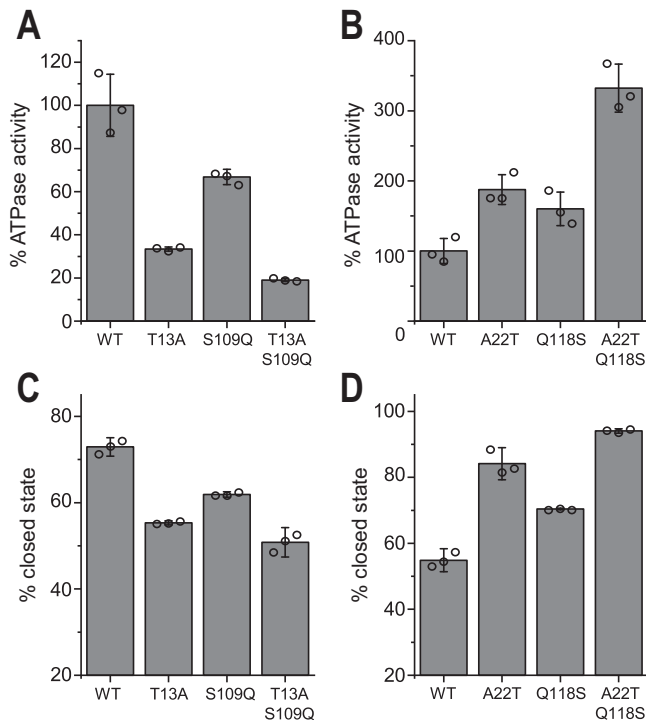 A
% ATPase activity
120
100
80
60
40
20
0
WT T13A S109Q T13A
S109Q
B
% ATPase activity
400
300
200
100
0
WT A22T Q118S A22T
Q118S
C
% closed state
80
60
40
20
WT T13A S109Q T13A
S109Q
D
% closed state
100
80
60
40
20
WT A22T Q118S A22T
Q118S